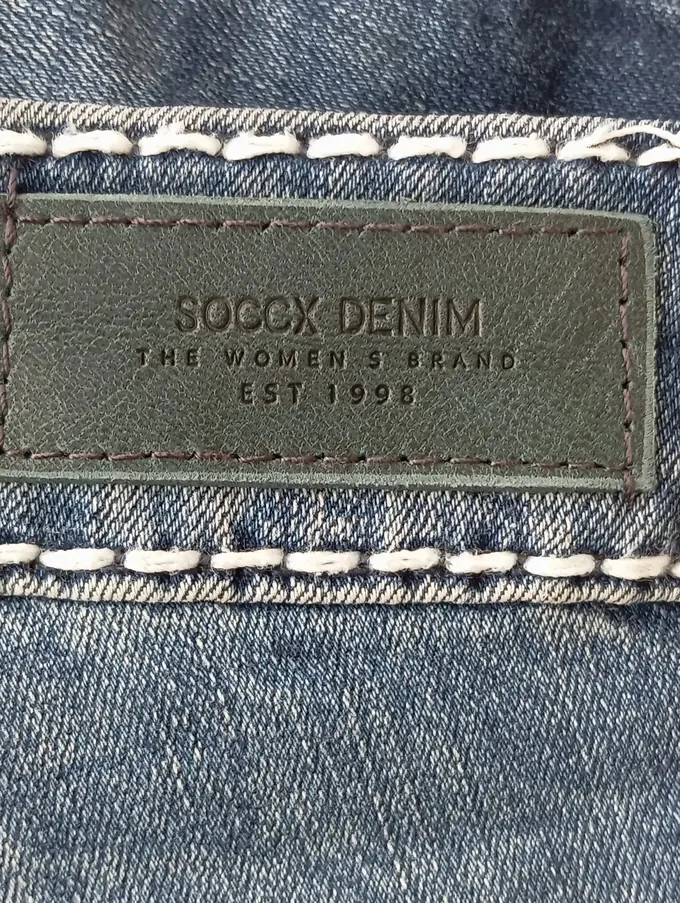 SOCCX DENIM
THE WOMEN S BRAND
EST 1998